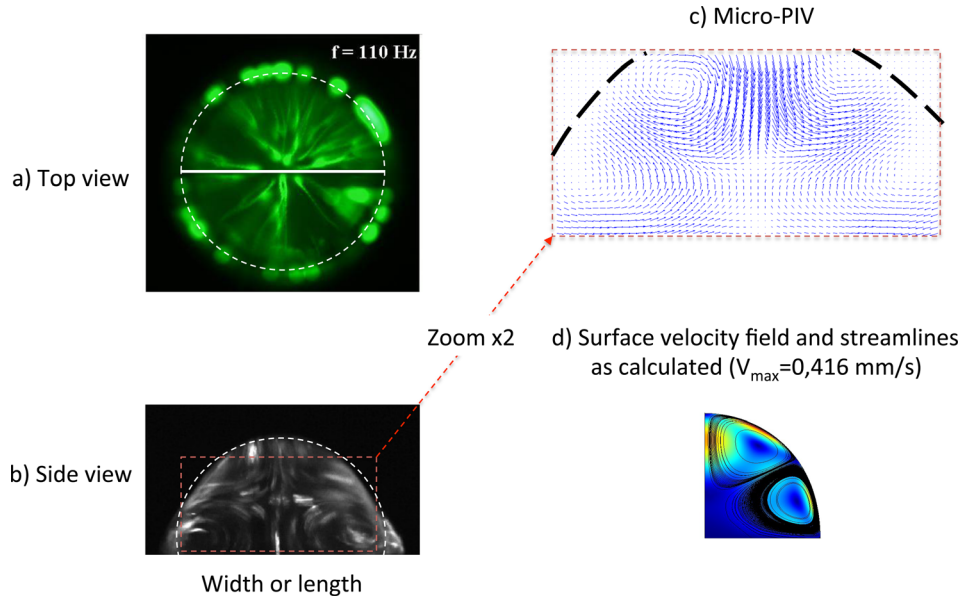 c) Micro-PIV
f = 110 Hz
a) Top view
Zoom x2
d) Surface velocity field and streamlines
as calculated (Vmax=0,416 mm/s)
b) Side view
Width or length